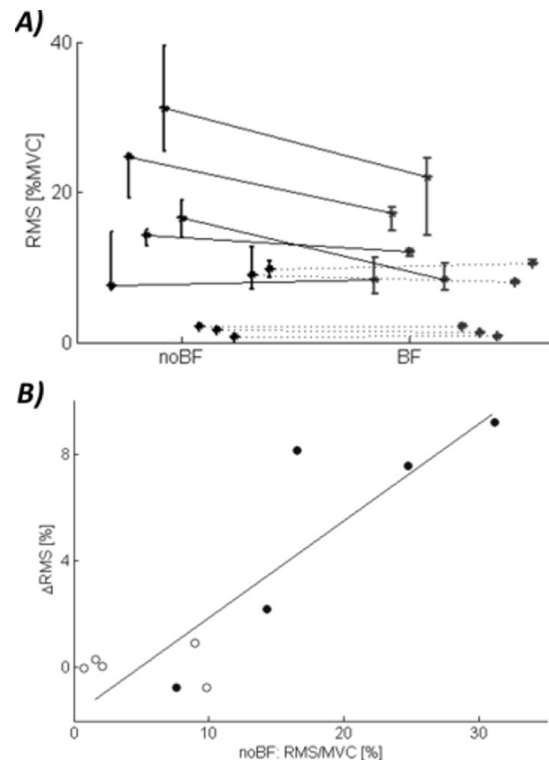 A)
40
20
0
RMS [%MVC]
noBF
BF
B)
8
4
0
ΔRMS [%]
0
10
20
30
noBF: RMS/MVC [%]